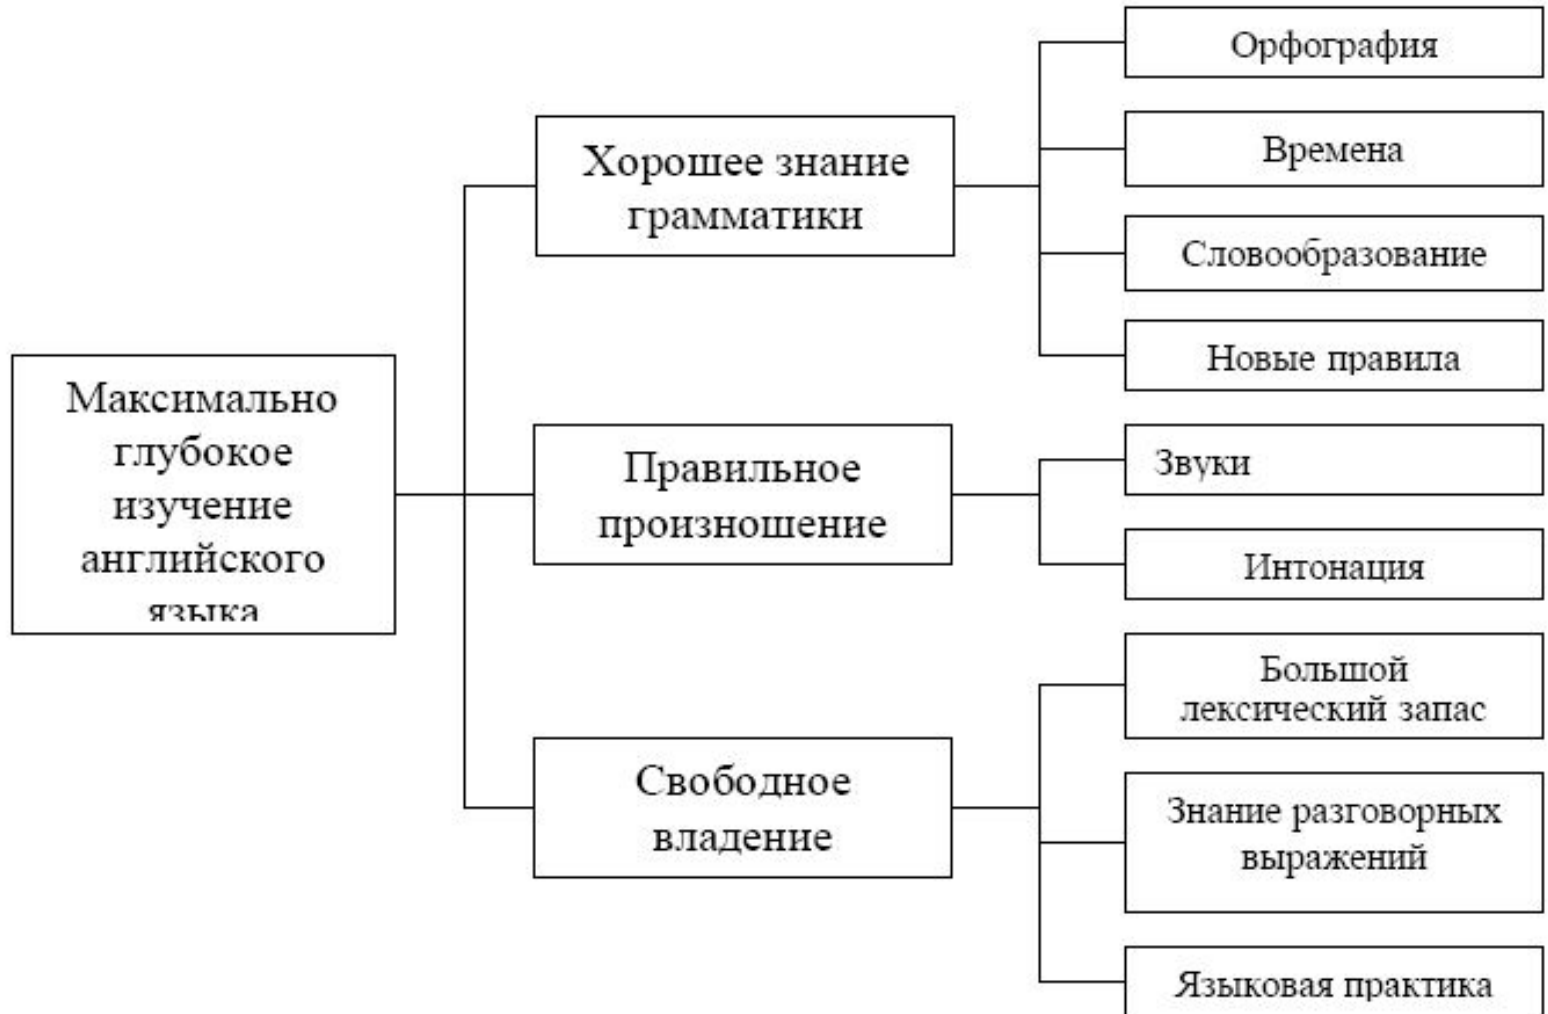 Максимально
глубокое
изучение
английского
языка
Хорошее знание
грамматики
Орфография
Времена
Словообразование
Новые правила
Правильное
произношение
Звуки
Интонация
Свободное
владение
Большой
лексический запас
Знание разговорных
выражений
Языковая практика